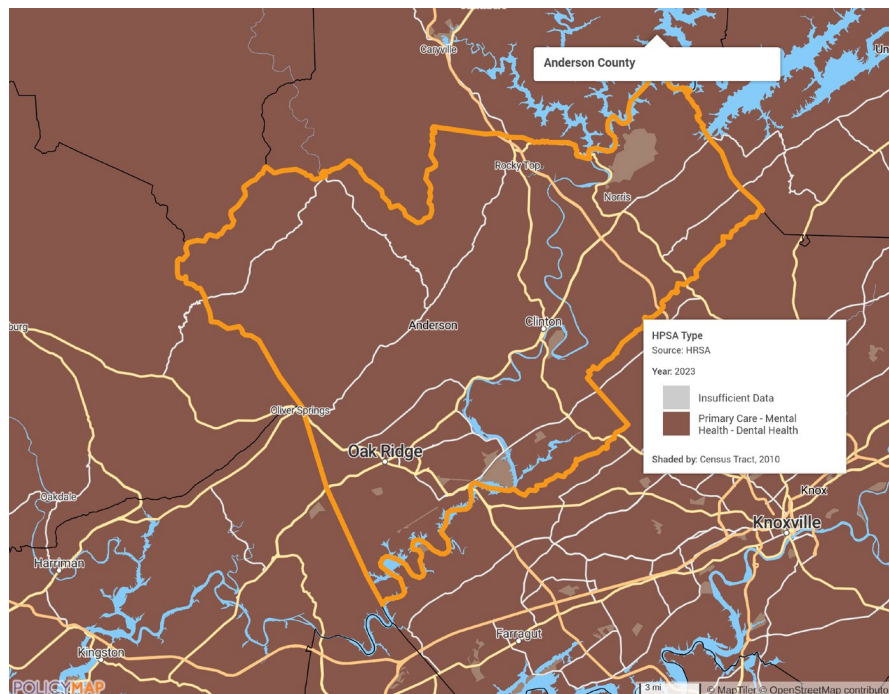 Caryville
Anderson County
Un
Rocky Top
Norris
burg
Anderson
Clinton
HPSA Type
Source: HRSA
Year: 2023
Insufficient Data
Primary Care - Mental
Health - Dental Health
Shaded by: Census Tract, 2010
Oliver Springs
Oak Ridge
Oakdale
Knox
Knoxville
Harriman
Farragut
Kingston
POLICYMAP
3 mi
© MapTiler © OpenStreetMap contributo